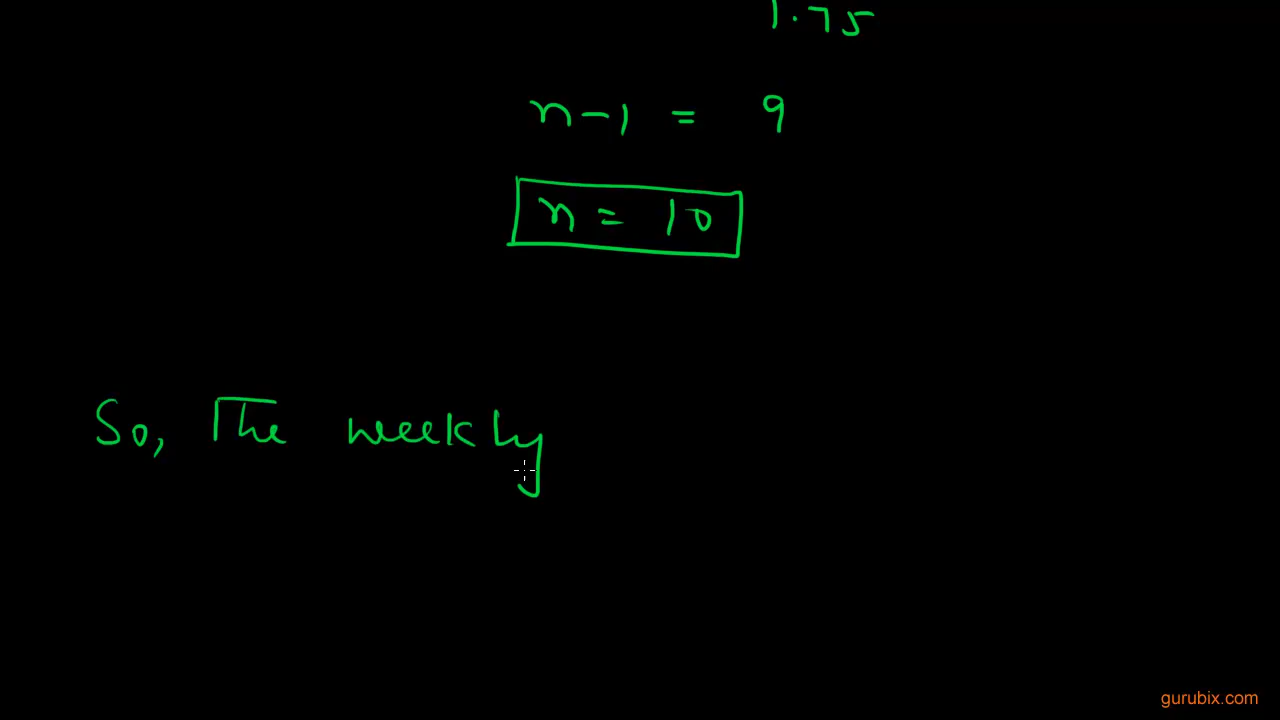 1.75
n-1 = 9
n = 10
So, The weekly
gurubix.com